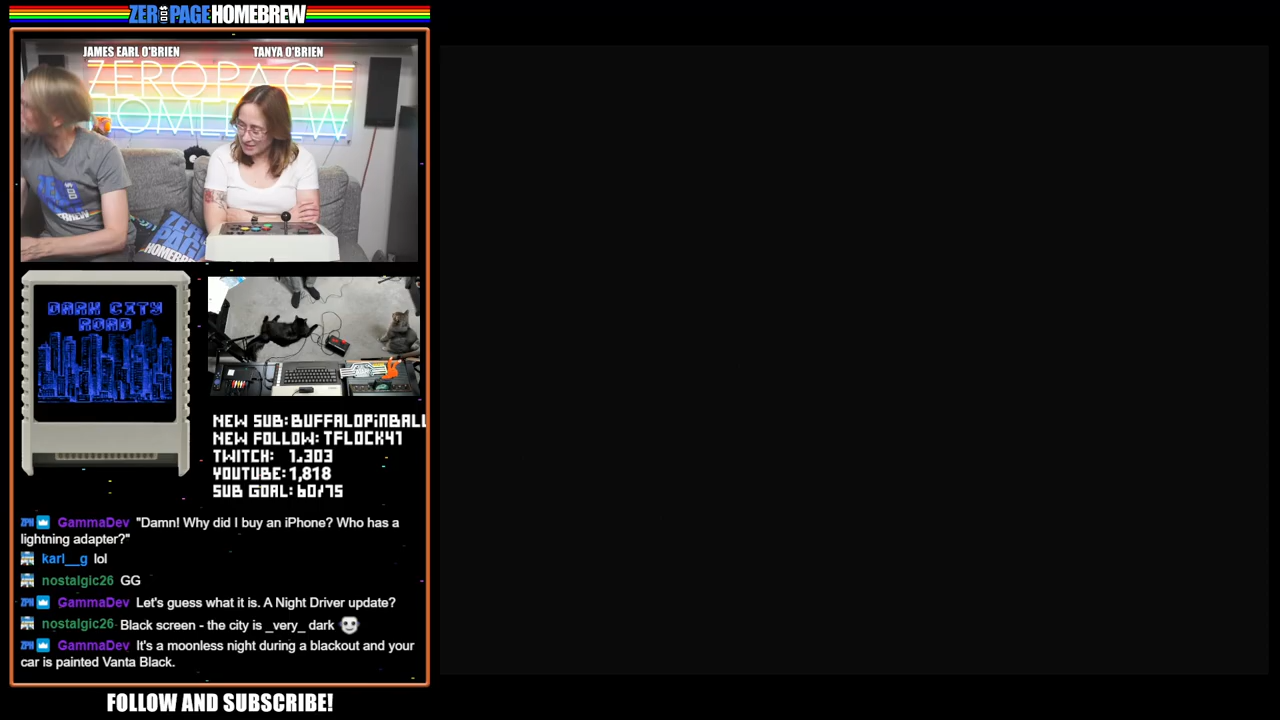 ZEROPAGEHOMEBREW
JAMES EARL O'BRIEN
TANYA O'BRIEN
ZEROPAGE
HOMEBREW
ZERO
PAGE
HOMEBREW
DARK CITY
ROAD
NEW SUB: BUFFALOPINBALL
NEW FOLLOW: TFLOCK41
TWITCH: 1,303
YOUTUBE: 1,818
SUB GOAL: 60/75
GammaDev "Damn! Why did I buy an iPhone? Who has a
lightning adapter?"
karl__g lol
nostalgic26 GG
GammaDev Let's guess what it is. A Night Driver update?
nostalgic26 Black screen - the city is _very_ dark
GammaDev It's a moonless night during a blackout and your
car is painted Vanta Black.
FOLLOW AND SUBSCRIBE!